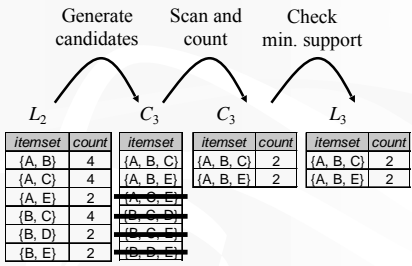 Generate candidates
Scan and count
Check min. support
L2
C3
C3
L3
itemset count
{A, B} 4
{A, C} 4
{A, E} 2
{B, C} 4
{B, D} 2
{B, E} 2
itemset
{A, B, C}
{A, B, E}
{A, C, E}
{B, C, D}
{B, C, E}
{B, D, E}
itemset count
{A, B, C} 2
{A, B, E} 2
itemset count
{A, B, C} 2
{A, B, E} 2